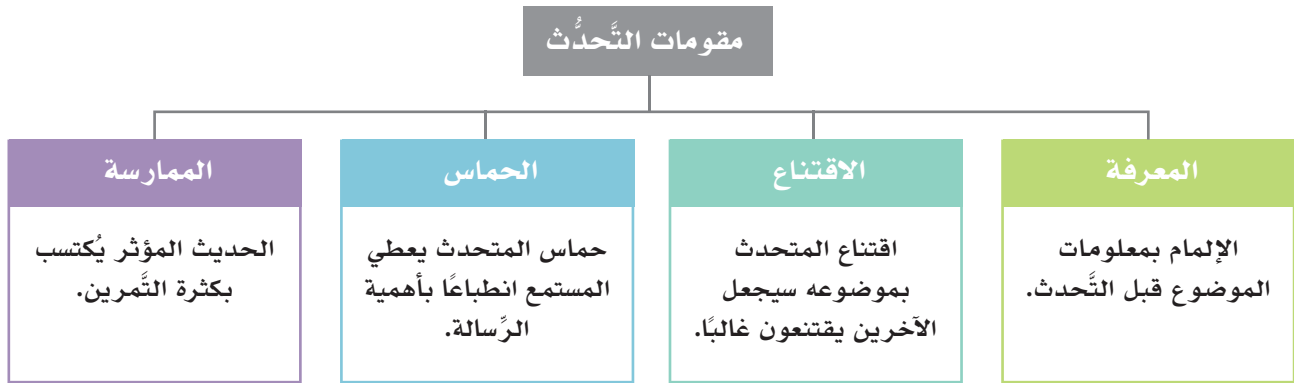 مقومات التَّحدُّث
المعرفة
الإلمام بمعلومات
الموضوع قبل التَّحدث.
الاقتناع
اقتناع المتحدث
بموضوعه سيجعل
الآخرين يقتنعون غالبًا.
الحماس
حماس المتحدث يعطي
المستمع انطباعًا بأهمية
الرِّسالة.
الممارسة
الحديث المؤثر يُكتسب
بكثرة التَّمرين.